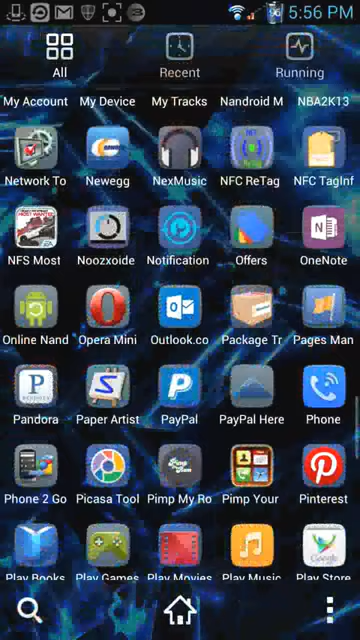 96 5:56 PM
All Recent Running
My Account My Device My Tracks Nandroid M NBA2K13
Network To Newegg NexMusic NFC ReTag NFC TagInf
NFS Most Noozxoide Notification Offers OneNote
Online Nand Opera Mini Outlook.co Package Tr Pages Man
P PANDORA
Pandora Paper Artist PayPal PayPal Here Phone
Phone 2 Go Picasa Tool Pimp My Ro Pimp Your Pinterest
Play Books Play Games Play Movies Play Music Play Store